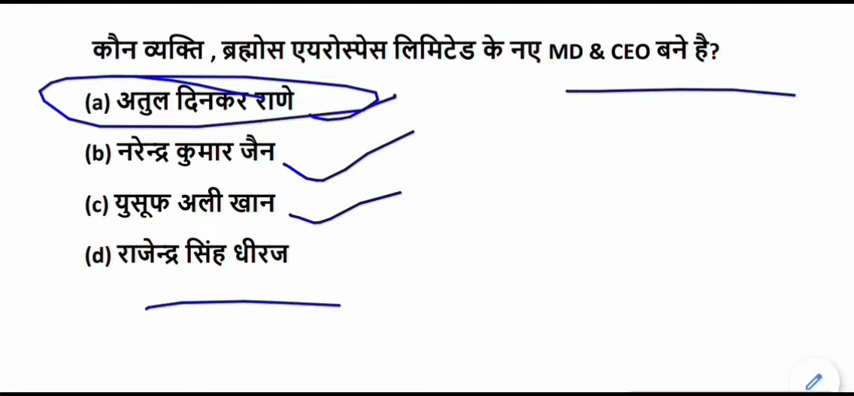 कौन व्यक्ति , ब्रह्मोस एयरोस्पेस लिमिटेड के नए MD & CEO बने है?
(a) अतुल दिनकर राणे
(b) नरेन्द्र कुमार जैन
(c) युसूफ अली खान
(d) राजेन्द्र सिंह धीरज